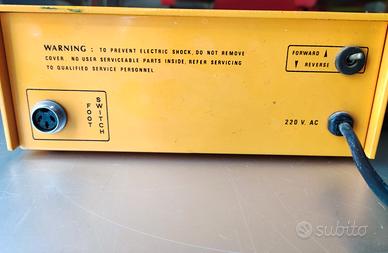 WARNING : TO PREVENT ELECTRIC SHOCK, DO NOT REMOVE
COVER. NO USER SERVICEABLE PARTS INSIDE, REFER SERVICING
TO QUALIFIED SERVICE PERSONNEL
FORWARD ▲
▼ REVERSE
FOOT
SWITCH
220 V. AC
subito